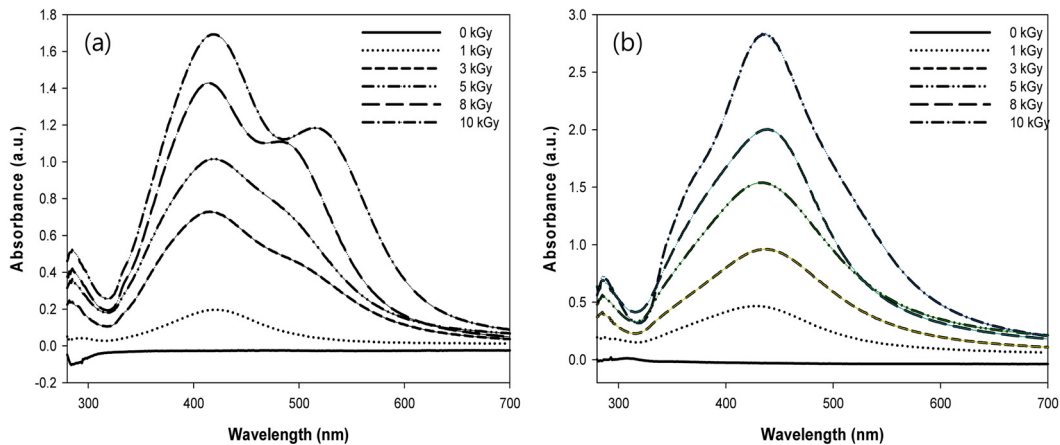 (a)
0 kGy
1 kGy
3 kGy
5 kGy
8 kGy
10 kGy
1.8
1.6
1.4
1.2
1.0
0.8
0.6
0.4
0.2
0.0
-0.2
Absorbance (a.u.)
300 400 500 600 700
Wavelength (nm)
(b)
0 kGy
1 kGy
3 kGy
5 kGy
8 kGy
10 kGy
3.0
2.5
2.0
1.5
1.0
0.5
0.0
Absorbance (a.u.)
300 400 500 600 700
Wavelength (nm)